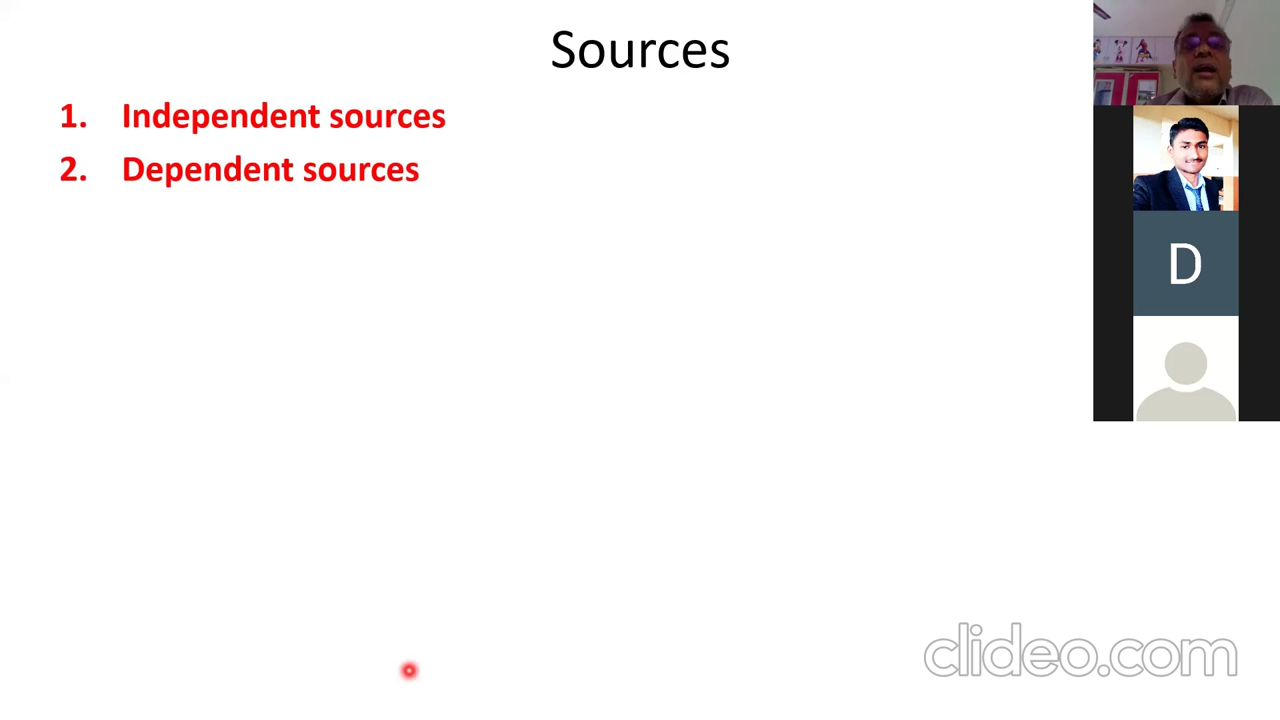 Sources
1. Independent sources
2. Dependent sources
D
clideo.com